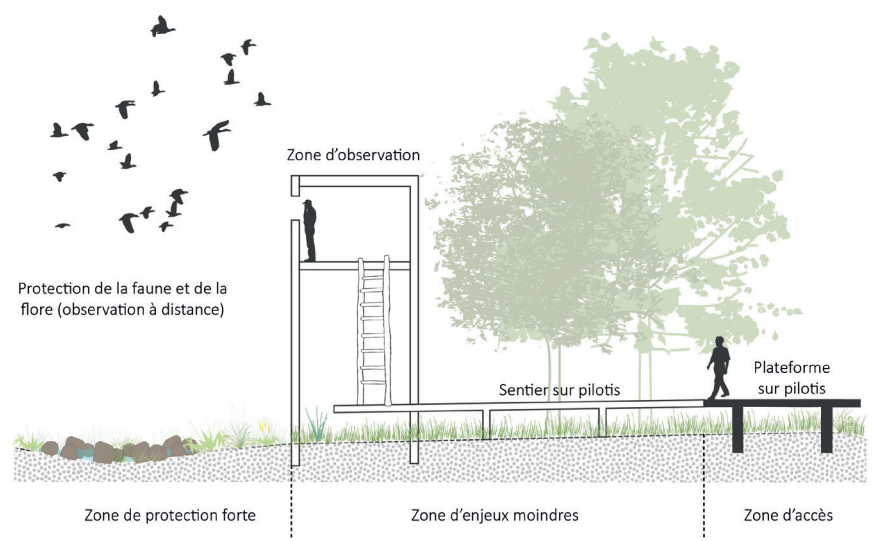 Zone d'observation
Protection de la faune et de la
flore (observation à distance)
Plateforme
sur pilotis
Sentier sur pilotis
Zone de protection forte
Zone d'enjeux moindres
Zone d'accès